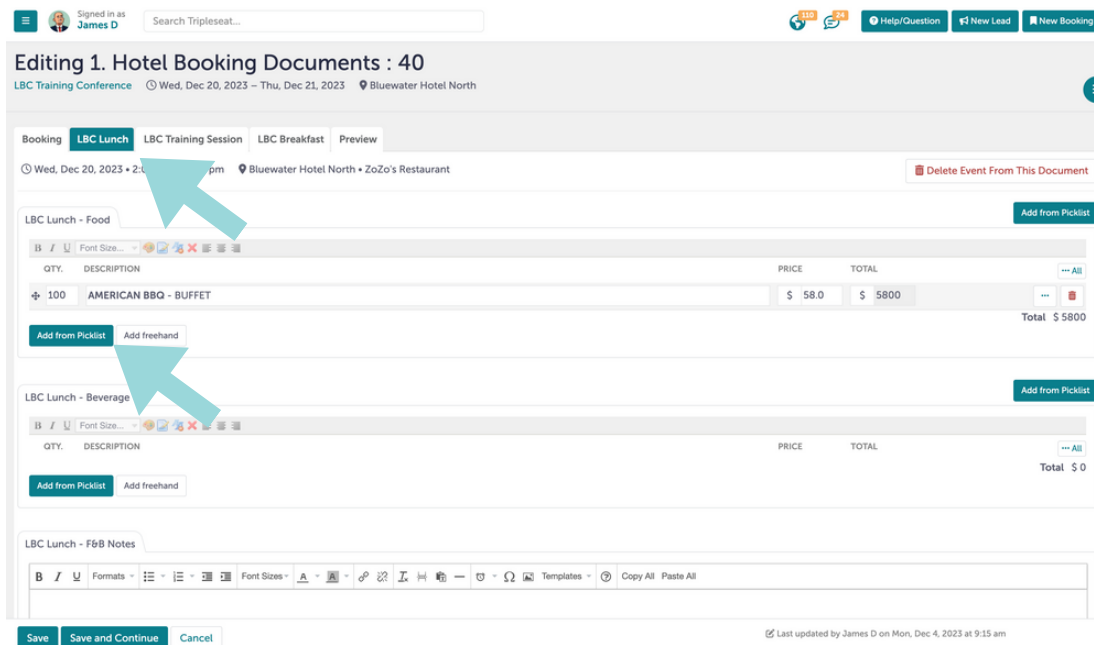 Signed in as
James D
Search Tripleseat...
110
24
Help/Question
New Lead
New Booking
Editing 1. Hotel Booking Documents : 40
LBC Training Conference Wed, Dec 20, 2023 – Thu, Dec 21, 2023 Bluewater Hotel North
Booking LBC Lunch LBC Training Session LBC Breakfast Preview
Wed, Dec 20, 2023 • 2: pm Bluewater Hotel North • ZoZo's Restaurant
Delete Event From This Document
Add from Picklist
LBC Lunch - Food
B I U Font Size...
QTY. DESCRIPTION PRICE TOTAL ••• All
100 AMERICAN BBQ - BUFFET $ 58.0 $ 5800 •••
Total $ 5800
Add from Picklist Add freehand
Add from Picklist
LBC Lunch - Beverage
B I U Font Size...
QTY. DESCRIPTION PRICE TOTAL ••• All
Total $ 0
Add from Picklist Add freehand
LBC Lunch - F&B Notes
B I U Formats Font Sizes A A Ω Templates Copy All Paste All
Save Save and Continue Cancel
Last updated by James D on Mon, Dec 4, 2023 at 9:15 am